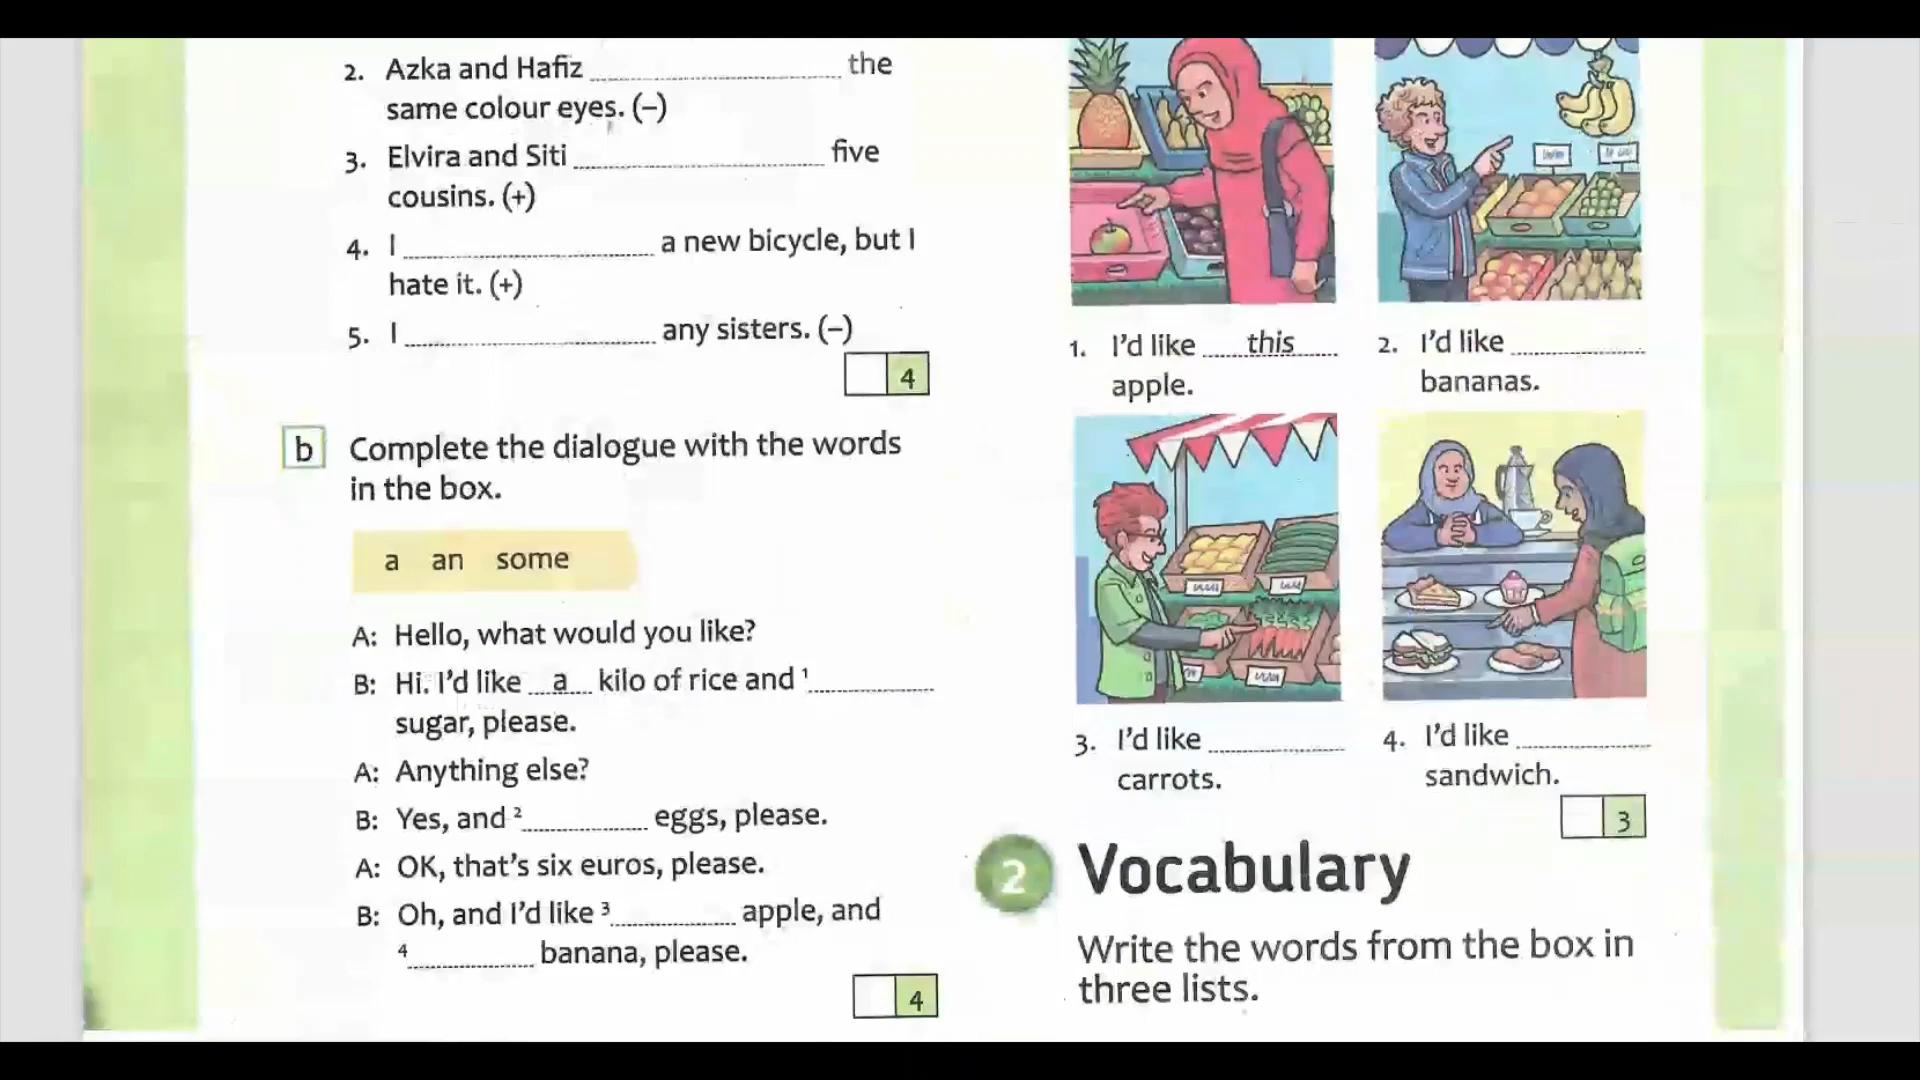 2. Azka and Hafiz the
same colour eyes. (–)
3. Elvira and Siti five
cousins. (+)
4. I a new bicycle, but I
hate it. (+)
5. I any sisters. (–)
4
b Complete the dialogue with the words
in the box.
a an some
A: Hello, what would you like?
B: Hi. I’d like a kilo of rice and 1
sugar, please.
A: Anything else?
B: Yes, and 2 eggs, please.
A: OK, that’s six euros, please.
B: Oh, and I’d like 3 apple, and
4 banana, please.
4
1. I’d like this
apple.
2. I’d like
bananas.
3. I’d like
carrots.
4. I’d like
sandwich.
3
2 Vocabulary
Write the words from the box in
three lists.